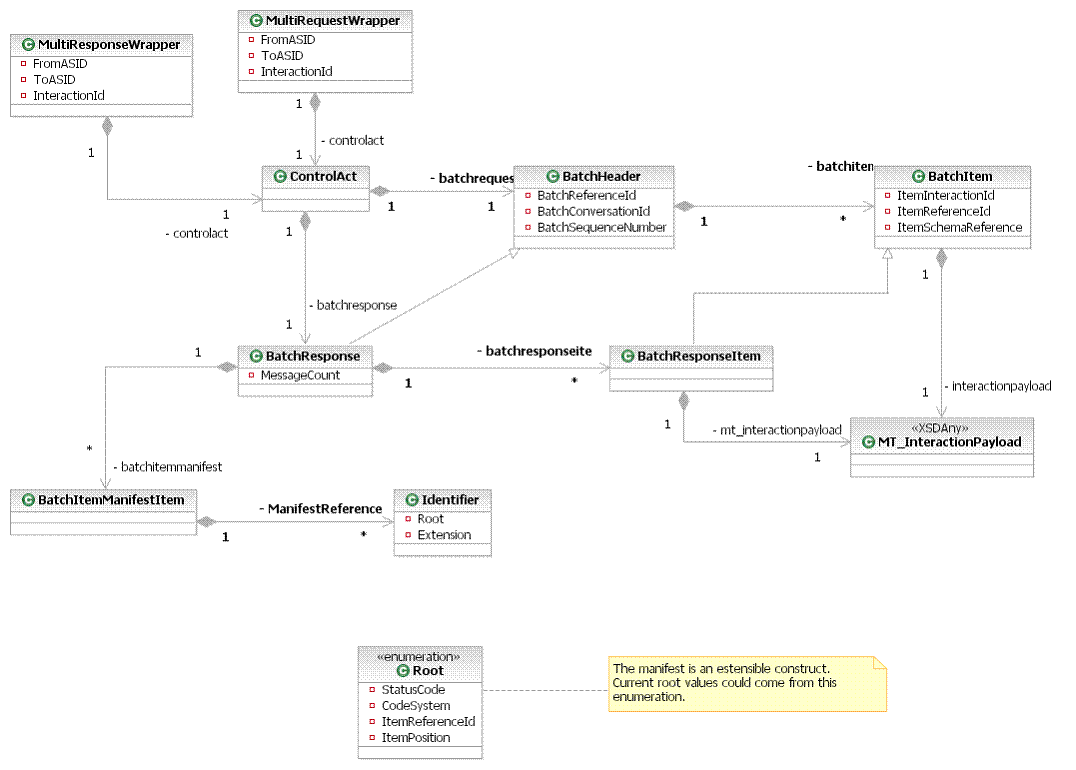 MultiResponseWrapper
FromASID
ToASID
InteractionId
MultiRequestWrapper
FromASID
ToASID
InteractionId
1
1
- controlact
1
1
- controlact
ControlAct
1
- batchreques
1
BatchHeader
BatchReferenceId
BatchConversationId
BatchSequenceNumber
1
- batchitem
*
BatchItem
ItemInteractionId
ItemReferenceId
ItemSchemaReference
1
- batchresponse
1
1
1
- interactionpayload
BatchResponse
MessageCount
1
- batchresponseite
*
BatchResponseItem
1
- mt_interactionpayload
1
«XSDAny»
MT_InteractionPayload
1
*
- batchitemmanifest
BatchItemManifestItem
1
- ManifestReference
*
Identifier
Root
Extension
«enumeration»
Root
StatusCode
CodeSystem
ItemReferenceId
ItemPosition
The manifest is an estensible construct.
Current root values could come from this
enumeration.